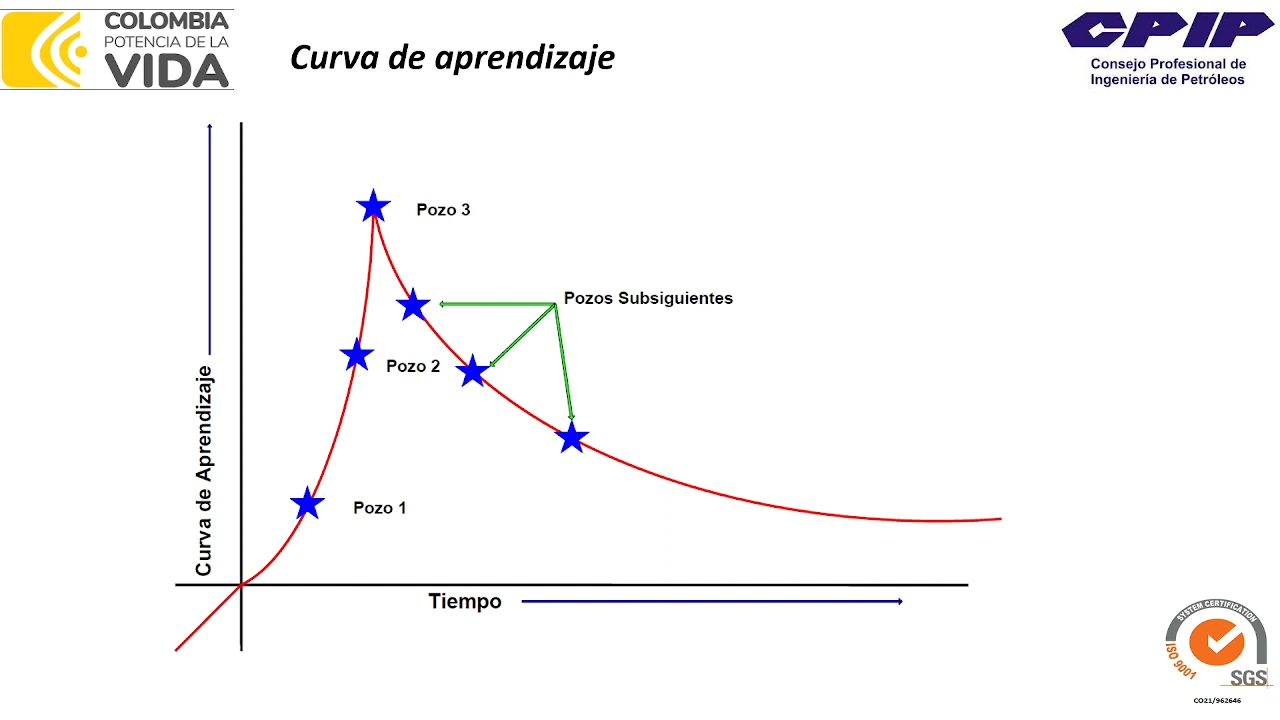 COLOMBIA
POTENCIA DE LA
VIDA
Curva de aprendizaje
CPIP
Consejo Profesional de
Ingeniería de Petróleos
Pozo 3
Pozos Subsiguientes
Pozo 2
Pozo 1
Curva de Aprendizaje
Tiempo
SYSTEM CERTIFICATION
ISO 9001
SGS
CO21/962646